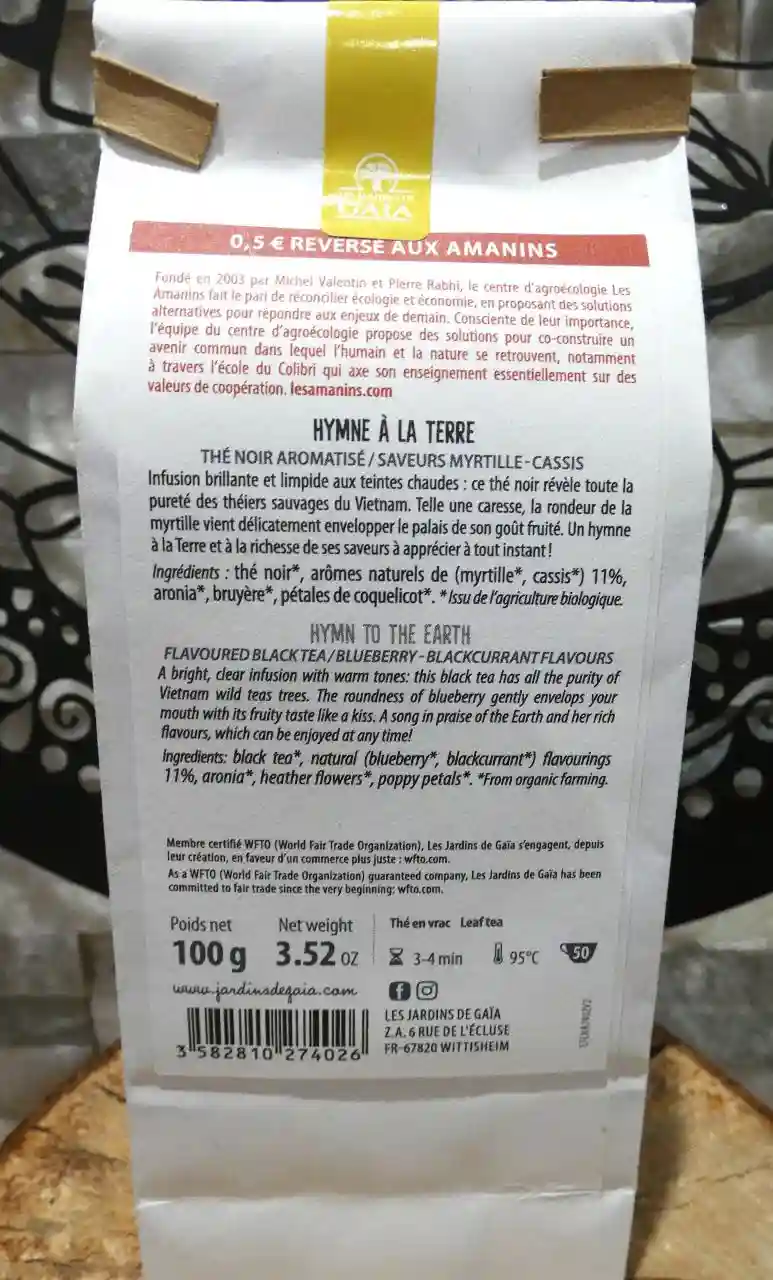 GAÏA
0,5 € REVERSÉ AUX AMANINS
Fondé en 2003 par Michel Valentin et Pierre Rabhi, le centre d'agroécologie Les
Amanins fait le pari de réconcilier écologie et économie, en proposant des solutions
alternatives pour répondre aux enjeux de demain. Consciente de leur importance,
l'équipe du centre d'agroécologie propose des solutions pour co-construire un
avenir commun dans lequel l'humain et la nature se retrouvent, notamment
à travers l'école du Colibri qui axe son enseignement essentiellement sur des
valeurs de coopération. lesamanins.com
HYMNE À LA TERRE
THÉ NOIR AROMATISÉ / SAVEURS MYRTILLE - CASSIS
Infusion brillante et limpide aux teintes chaudes : ce thé noir révèle toute la
pureté des théiers sauvages du Vietnam. Telle une caresse, la rondeur de la
myrtille vient délicatement envelopper le palais de son goût fruité. Un hymne
à la Terre et à la richesse de ses saveurs à apprécier à tout instant !
Ingrédients : thé noir*, arômes naturels de (myrtille*, cassis*) 11%,
aronia*, bruyère*, pétales de coquelicot*. * Issu de l'agriculture biologique.
HYMN TO THE EARTH
FLAVOURED BLACK TEA / BLUEBERRY - BLACKCURRANT FLAVOURS
A bright, clear infusion with warm tones: this black tea has all the purity of
Vietnam wild teas trees. The roundness of blueberry gently envelops your
mouth with its fruity taste like a kiss. A song in praise of the Earth and her rich
flavours, which can be enjoyed at any time!
Ingredients: black tea*, natural (blueberry*, blackcurrant*) flavourings
11%, aronia*, heather flowers*, poppy petals*. *From organic farming.
Membre certifié WFTO (World Fair Trade Organization), Les Jardins de Gaïa s'engagent, depuis
leur création, en faveur d'un commerce plus juste : wfto.com.
As a WFTO (World Fair Trade Organization) guaranteed company, Les Jardins de Gaïa has been
committed to fair trade since the very beginning: wfto.com.
Poids net Net weight Thé en vrac Leaf tea
100 g 3.52 oz 3-4 min 95°C 50
www.jardinsdegaia.com
LES JARDINS DE GAÏA
Z.A. 6 RUE DE L'ÉCLUSE
FR-67820 WITTISHEIM
3 582810 274026